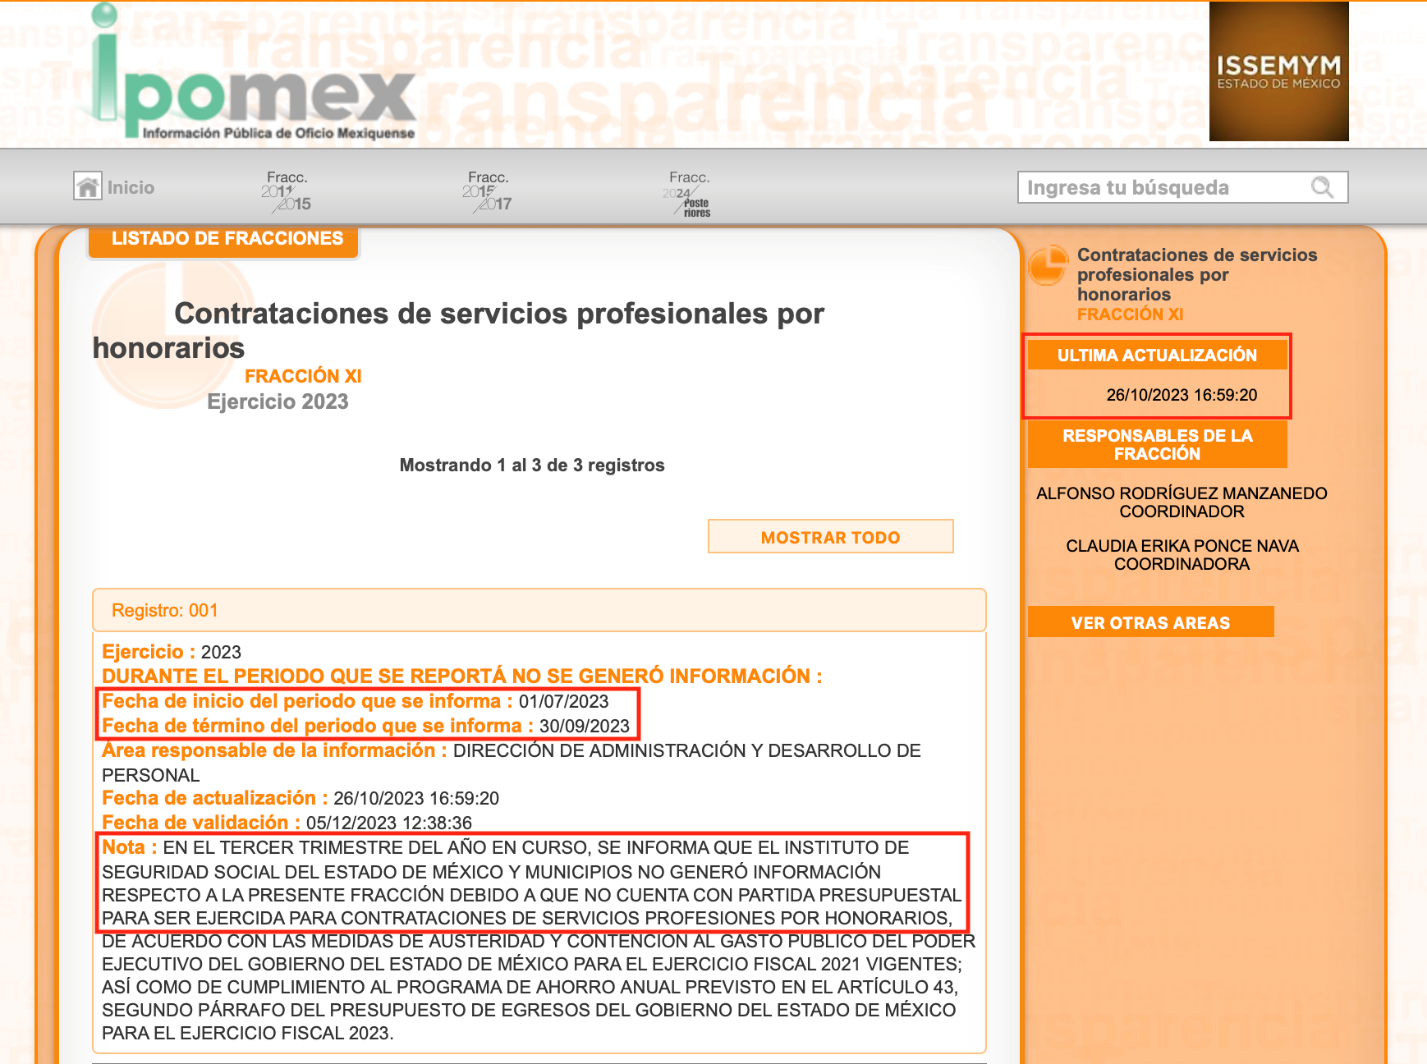 ipomex
Información Pública de Oficio Mexiquense
ISSEMYM
ESTADO DE MÉXICO
Inicio
Fracc.
2011/2015
Fracc.
2015/2017
Fracc.
2024/Posteriores
Ingresa tu búsqueda
LISTADO DE FRACCIONES
Contrataciones de servicios profesionales por
honorarios
FRACCIÓN XI
Ejercicio 2023
Mostrando 1 al 3 de 3 registros
MOSTRAR TODO
Registro: 001
Ejercicio : 2023
DURANTE EL PERIODO QUE SE REPORTÁ NO SE GENERÓ INFORMACIÓN :
Fecha de inicio del periodo que se informa : 01/07/2023
Fecha de término del periodo que se informa : 30/09/2023
Área responsable de la información : DIRECCIÓN DE ADMINISTRACIÓN Y DESARROLLO DE
PERSONAL
Fecha de actualización : 26/10/2023 16:59:20
Fecha de validación : 05/12/2023 12:38:36
Nota : EN EL TERCER TRIMESTRE DEL AÑO EN CURSO, SE INFORMA QUE EL INSTITUTO DE
SEGURIDAD SOCIAL DEL ESTADO DE MÉXICO Y MUNICIPIOS NO GENERÓ INFORMACIÓN
RESPECTO A LA PRESENTE FRACCIÓN DEBIDO A QUE NO CUENTA CON PARTIDA PRESUPUESTAL
PARA SER EJERCIDA PARA CONTRATACIONES DE SERVICIOS PROFESIONES POR HONORARIOS,
DE ACUERDO CON LAS MEDIDAS DE AUSTERIDAD Y CONTENCIÓN AL GASTO PÚBLICO DEL PODER
EJECUTIVO DEL GOBIERNO DEL ESTADO DE MÉXICO PARA EL EJERCICIO FISCAL 2021 VIGENTES;
ASÍ COMO DE CUMPLIMIENTO AL PROGRAMA DE AHORRO ANUAL PREVISTO EN EL ARTÍCULO 43,
SEGUNDO PÁRRAFO DEL PRESUPUESTO DE EGRESOS DEL GOBIERNO DEL ESTADO DE MÉXICO
PARA EL EJERCICIO FISCAL 2023.
Contrataciones de servicios
profesionales por
honorarios
FRACCIÓN XI
ULTIMA ACTUALIZACIÓN
26/10/2023 16:59:20
RESPONSABLES DE LA
FRACCIÓN
ALFONSO RODRÍGUEZ MANZANEDO
COORDINADOR
CLAUDIA ERIKA PONCE NAVA
COORDINADORA
VER OTRAS AREAS